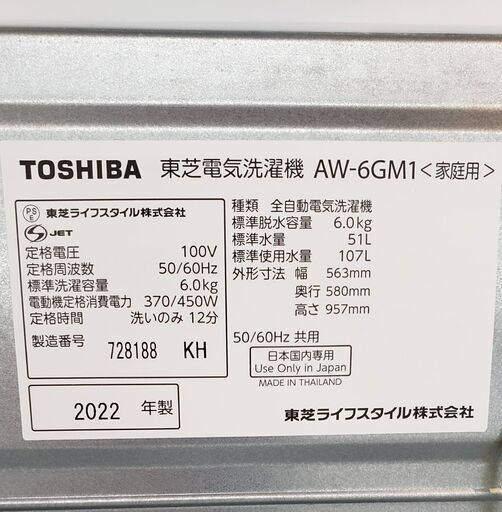 TOSHIBA 東芝電気洗濯機 AW-6GM1<家庭用>
PS
E 東芝ライフスタイル株式会社
S JET
定格電圧 100V
定格周波数 50/60Hz
標準洗濯容量 6.0kg
電動機定格消費電力 370/450W
定格時間 洗いのみ 12分
製造番号 728188 KH
2022 年製
種類 全自動電気洗濯機
標準脱水容量 6.0kg
標準水量 51L
標準使用水量 107L
外形寸法 幅 563mm
奥行 580mm
高さ 957mm
50/60Hz 共用
日本国内専用
Use Only in Japan
MADE IN THAILAND
東芝ライフスタイル株式会社